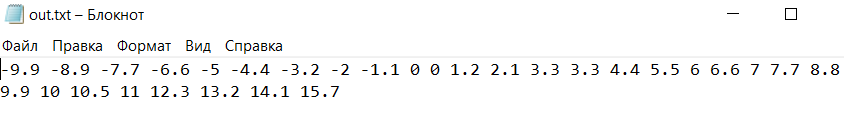 out.txt – Блокнот
Файл Правка Формат Вид Справка
-9.9 -8.9 -7.7 -6.6 -5 -4.4 -3.2 -2 -1.1 0 0 1.2 2.1 3.3 3.3 4.4 5.5 6 6.6 7 7.7 8.8
9.9 10 10.5 11 12.3 13.2 14.1 15.7